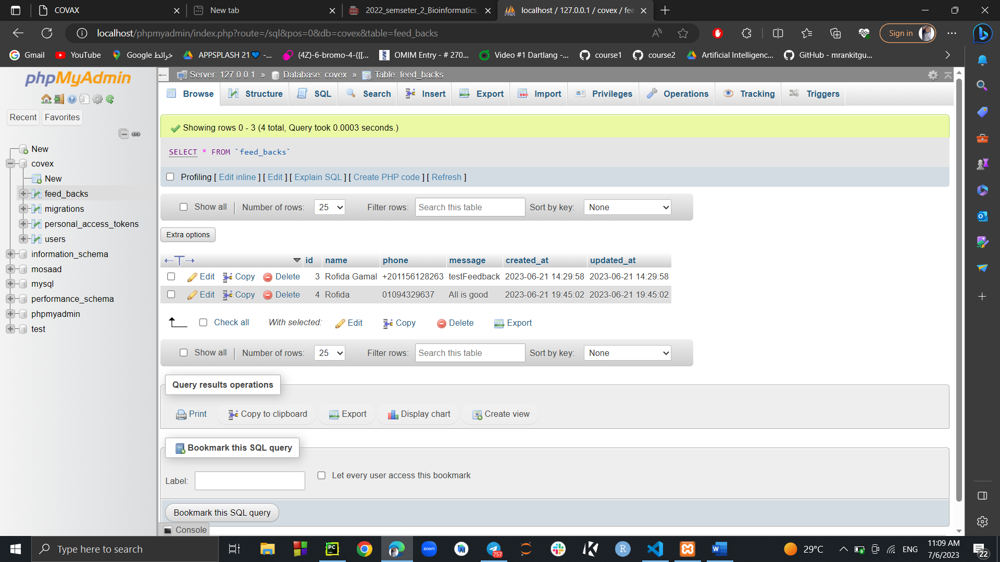 COVAX
New tab
2022_semseter_2_Bioinformatics_
localhost / 127.0.0.1 / covex / fee
localhost/phpmyadmin/index.php?route=/sql&pos=0&db=covex&table=feed_backs
Sign in
Gmail
YouTube
Google خرائط
APPSPLASH 21💙 -...
(4Z)-6-bromo-4-({[...
OMIM Entry - # 270...
Video #1 Dartlang -...
course1
course2
Artificial Intelligenc...
GitHub - mrankitgu...
phpMyAdmin
Recent
Favorites
New
covex
New
feed_backs
migrations
personal_access_tokens
users
information_schema
mosaad
mysql
performance_schema
phpmyadmin
test
Server: 127.0.0.1 » Database: covex » Table: feed_backs
Browse Structure SQL Search Insert Export Import Privileges Operations Tracking Triggers
Showing rows 0 - 3 (4 total, Query took 0.0003 seconds.)
SELECT * FROM `feed_backs`
Profiling [ Edit inline ] [ Edit ] [ Explain SQL ] [ Create PHP code ] [ Refresh ]
Show all | Number of rows: 25 Filter rows: Search this table Sort by key: None
Extra options
←T→ id name phone message created_at updated_at
Edit Copy Delete 3 Rofida Gamal +201156128263 testFeedback 2023-06-21 14:29:58 2023-06-21 14:29:58
Edit Copy Delete 4 Rofida 01094329637 All is good 2023-06-21 19:45:02 2023-06-21 19:45:02
Check all With selected: Edit Copy Delete Export
Show all | Number of rows: 25 Filter rows: Search this table Sort by key: None
Query results operations
Print Copy to clipboard Export Display chart Create view
Bookmark this SQL query
Label: Let every user access this bookmark
Bookmark this SQL query
Console
Type here to search
PC
zoom
757
29°C
ENG
11:09 AM
7/6/2023
22